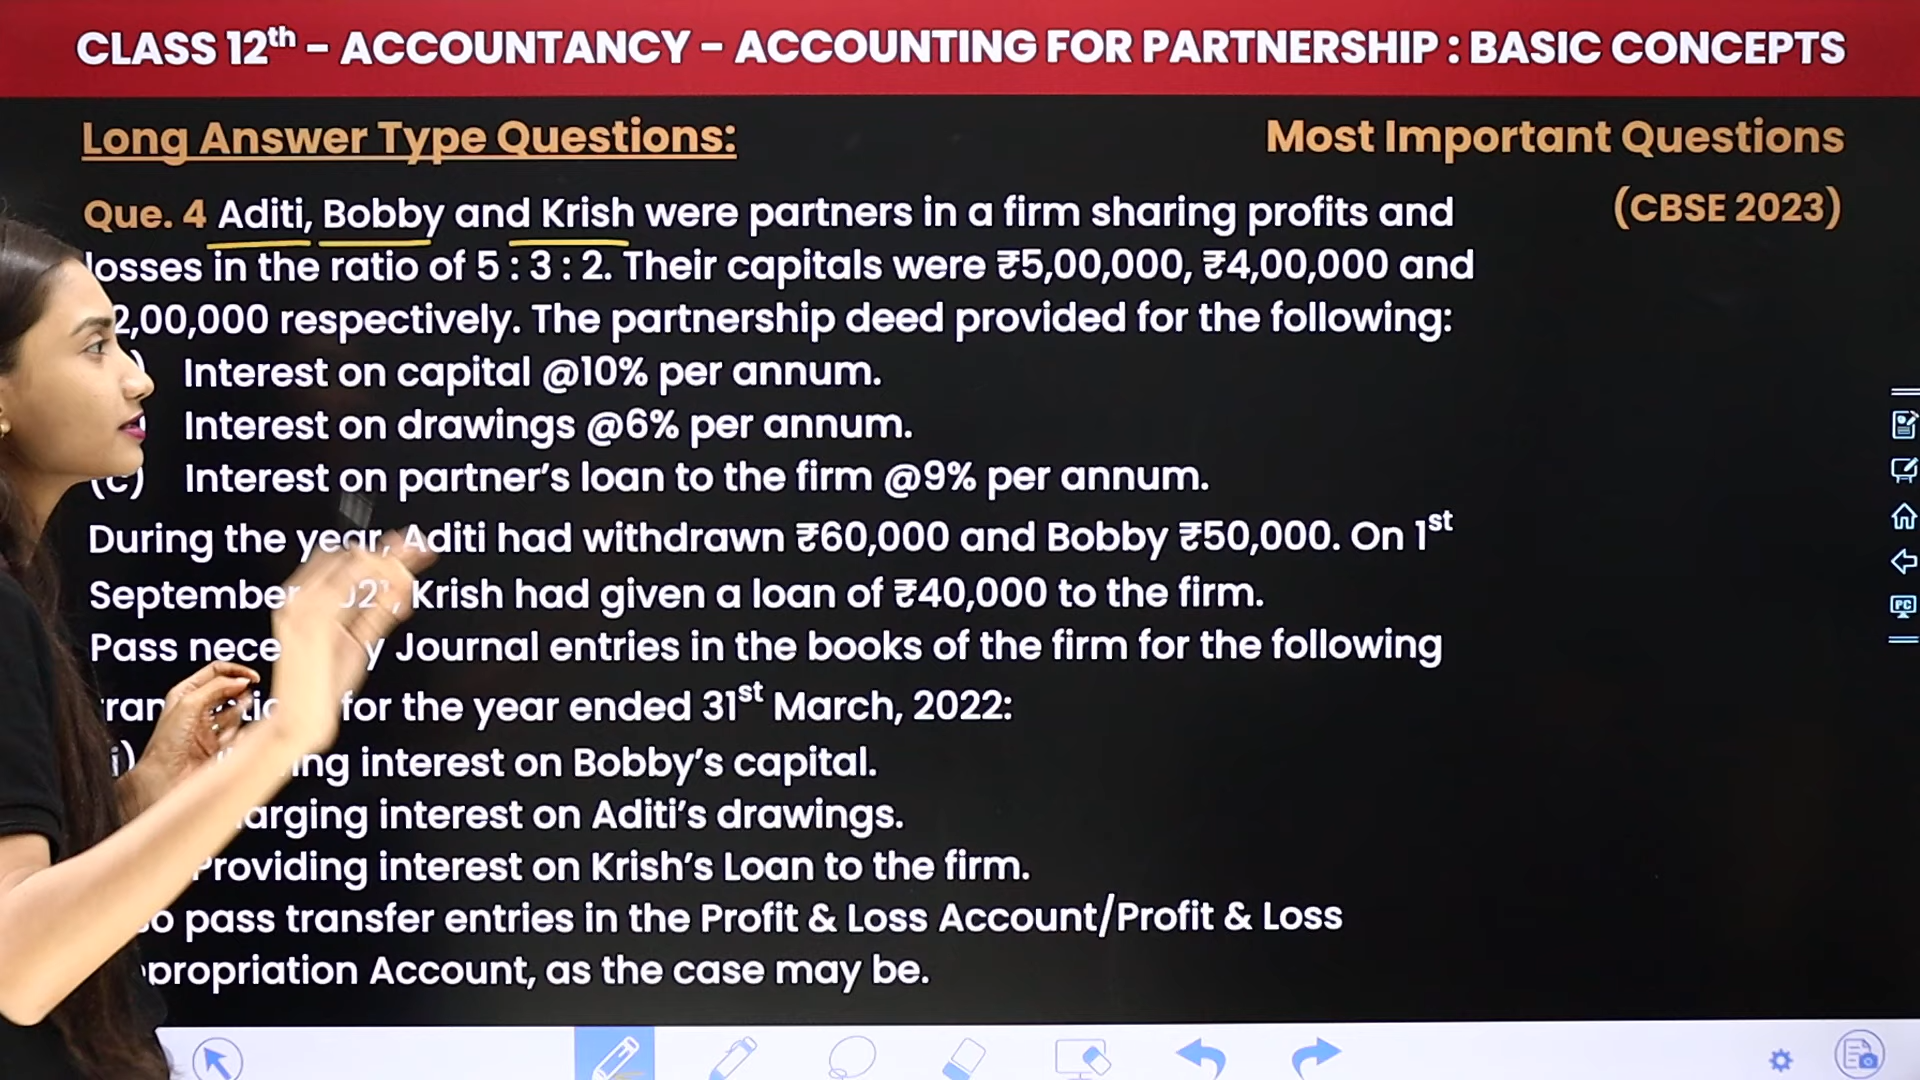 CLASS 12th – ACCOUNTANCY – ACCOUNTING FOR PARTNERSHIP : BASIC CONCEPTS
Long Answer Type Questions:
Most Important Questions
Que. 4 Aditi, Bobby and Krish were partners in a firm sharing profits and
(CBSE 2023)
losses in the ratio of 5 : 3 : 2. Their capitals were ₹5,00,000, ₹4,00,000 and
2,00,000 respectively. The partnership deed provided for the following:
Interest on capital @10% per annum.
Interest on drawings @6% per annum.
(c) Interest on partner's loan to the firm @9% per annum.
During the year, Aditi had withdrawn ₹60,000 and Bobby ₹50,000. On 1st
September Krish had given a loan of ₹40,000 to the firm.
Pass Journal entries in the books of the firm for the following
for the year ended 31st March, 2022:
interest on Bobby's capital.
interest on Aditi's drawings.
Providing interest on Krish's Loan to the firm.
pass transfer entries in the Profit & Loss Account/Profit & Loss
Account, as the case may be.
PC